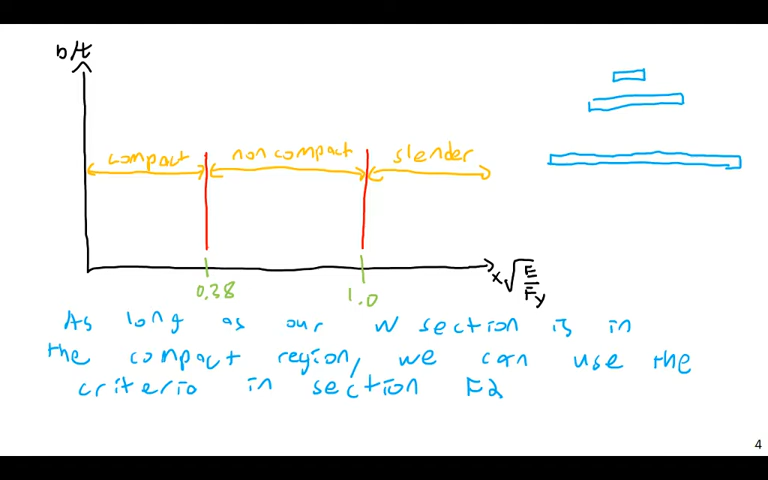 b/t
compact
noncompact
slender
0.38
1.0
x√E/Fy
As long as our W section is in
the compact region, we can use the
criteria in section F2
4